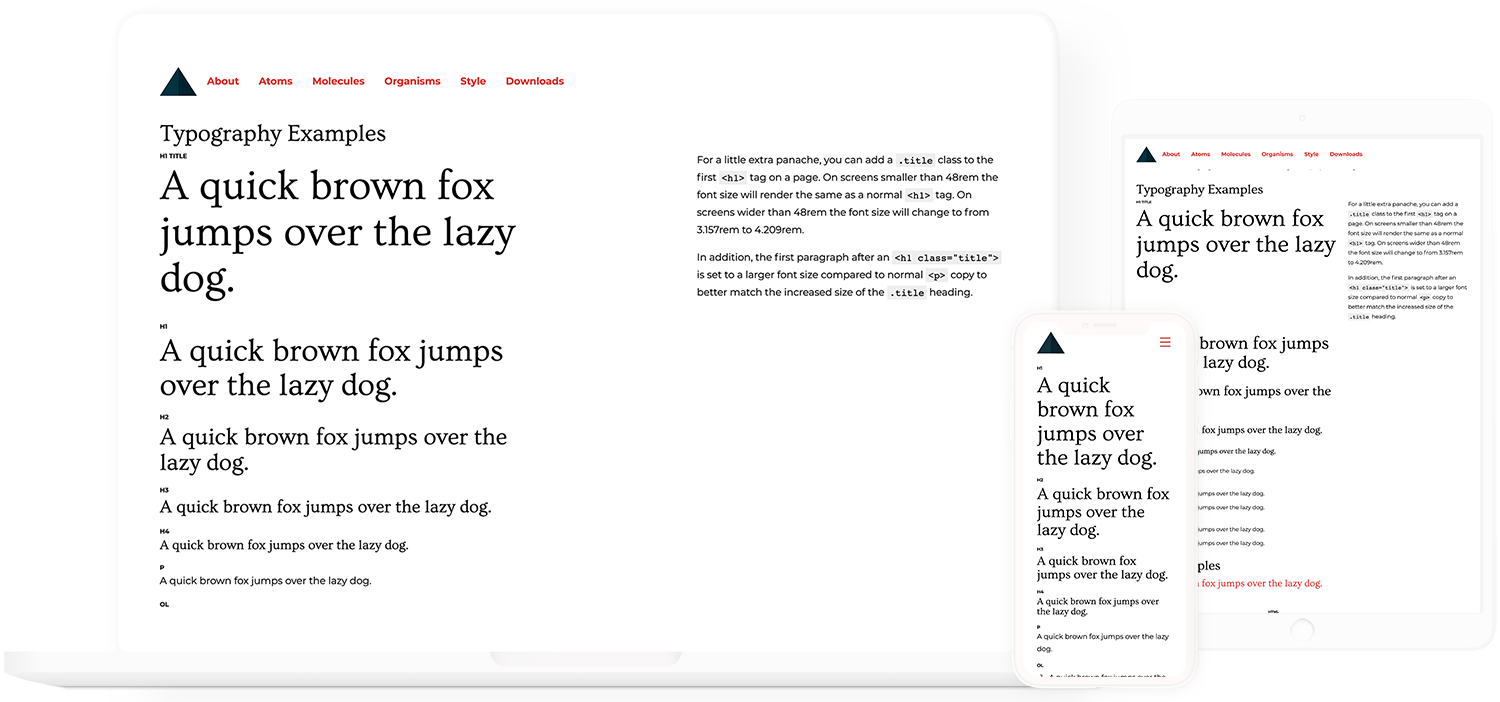 About Atoms Molecules Organisms Style Downloads
Typography Examples
H1 TITLE
A quick brown fox
jumps over the lazy
dog.
H1
A quick brown fox jumps
over the lazy dog.
H2
A quick brown fox jumps over the
lazy dog.
H3
A quick brown fox jumps over the lazy dog.
H4
A quick brown fox jumps over the lazy dog.
P
A quick brown fox jumps over the lazy dog.
OL
For a little extra panache, you can add a .title class to the
first <h1> tag on a page. On screens smaller than 48rem the
font size will render the same as a normal <h1> tag. On
screens wider than 48rem the font size will change to from
3.157rem to 4.209rem.
In addition, the first paragraph after an <h1 class="title">
is set to a larger font size compared to normal <p> copy to
better match the increased size of the .title heading.
H1
A quick
brown fox
jumps over
the lazy dog.
H2
A quick brown fox
jumps over the
lazy dog.
H3
A quick brown fox
jumps over the lazy dog.
H4
A quick brown fox jumps over
the lazy dog.
P
A quick brown fox jumps over the lazy
dog.
OL
About Atoms Molecules Organisms Style Downloads
Typography Examples
H1 TITLE
A quick brown fox
jumps over the lazy
dog.
For a little extra panache, you can add a
.title class to the first <h1> tag on a
page. On screens smaller than 48rem the
font size will render the same as a normal
<h1> tag. On screens wider than 48rem
the font size will change to from 3.157rem
to 4.209rem.
In addition, the first paragraph after an
<h1 class="title"> is set to a larger font
size compared to normal <p> copy to
better match the increased size of the
.title heading.
brown fox jumps
lazy dog.
own fox jumps over the
fox jumps over the lazy dog.
jumps over the lazy dog.
ps over the lazy dog.
umps over the lazy dog.
umps over the lazy dog.
umps over the lazy dog.
umps over the lazy dog.
ples
fox jumps over the lazy dog.
HTML